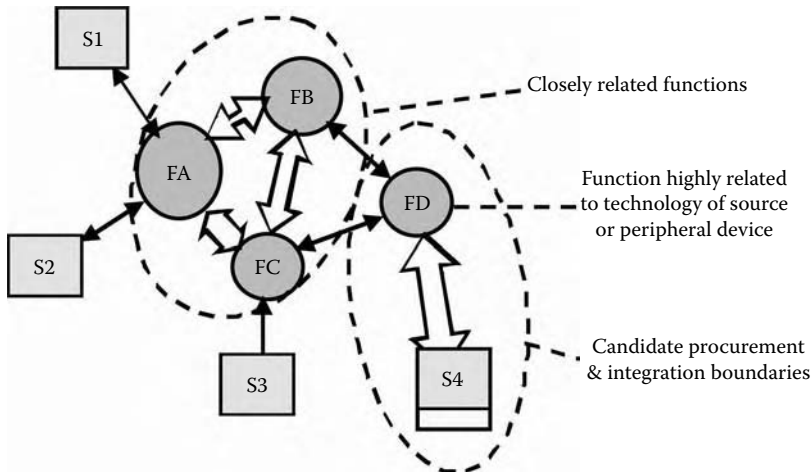 S1
FB
Closely related functions
FA
FD
Function highly related
to technology of source
or peripheral device
S2
FC
S3
S4
Candidate procurement
& integration boundaries